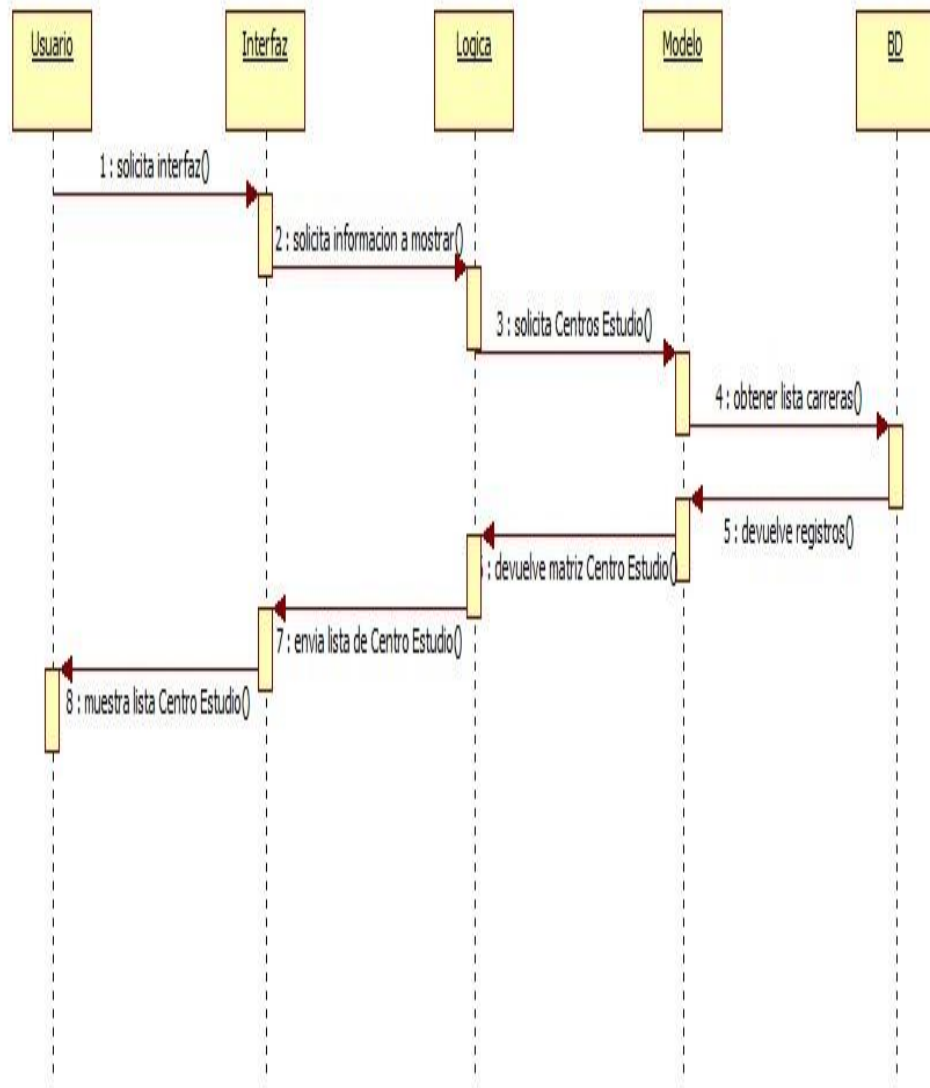 Usuario
Interfaz
Logica
Modelo
BD
1 : solicita interfaz()
2 : solicita informacion a mostrar()
3 : solicita Centros Estudio()
4 : obtener lista carreras()
5 : devuelve registros()
: devuelve matriz Centro Estudio()
7 : envia lista de Centro Estudio()
8 : muestra lista Centro Estudio()